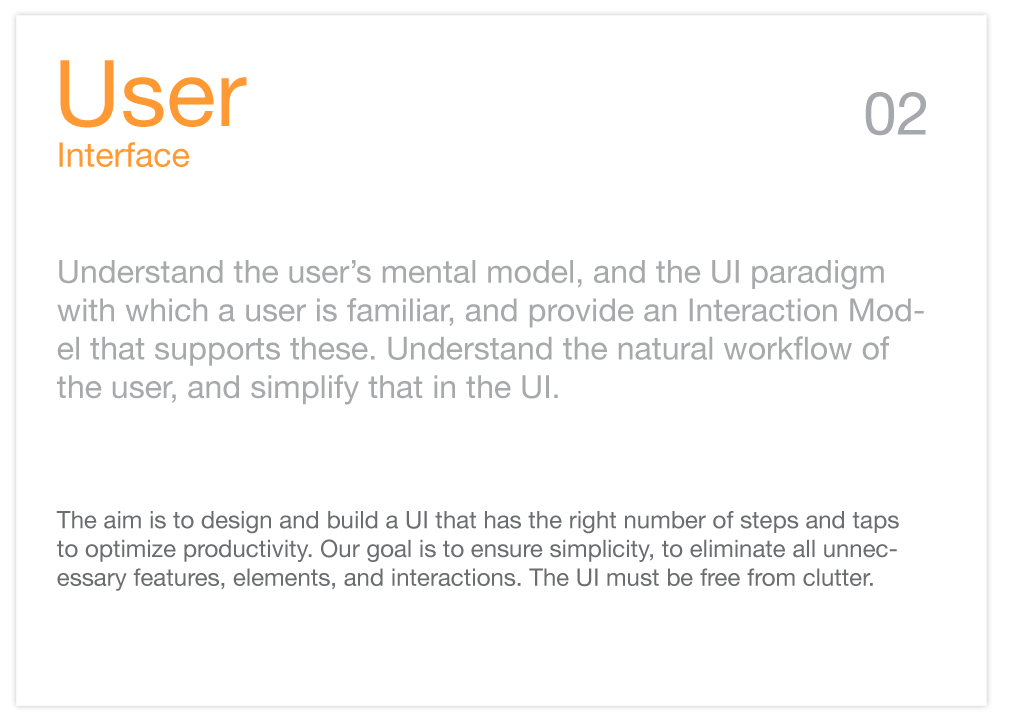 User
02
Interface
Understand the user’s mental model, and the UI paradigm
with which a user is familiar, and provide an Interaction Mod-
el that supports these. Understand the natural workflow of
the user, and simplify that in the UI.
The aim is to design and build a UI that has the right number of steps and taps
to optimize productivity. Our goal is to ensure simplicity, to eliminate all unnec-
essary features, elements, and interactions. The UI must be free from clutter.